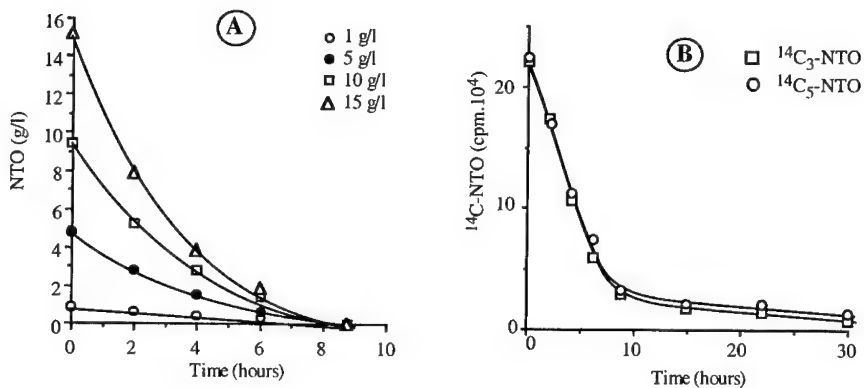 A
○ 1 g/l
● 5 g/l
□ 10 g/l
△ 15 g/l
NTO (g/l)
16
14
12
10
8
6
4
2
0
0 2 4 6 8 10
Time (hours)
B
□ ¹⁴C₃-NTO
○ ¹⁴C₅-NTO
¹⁴C-NTO (cpm.10⁴)
20
10
0
0 10 20 30
Time (hours)